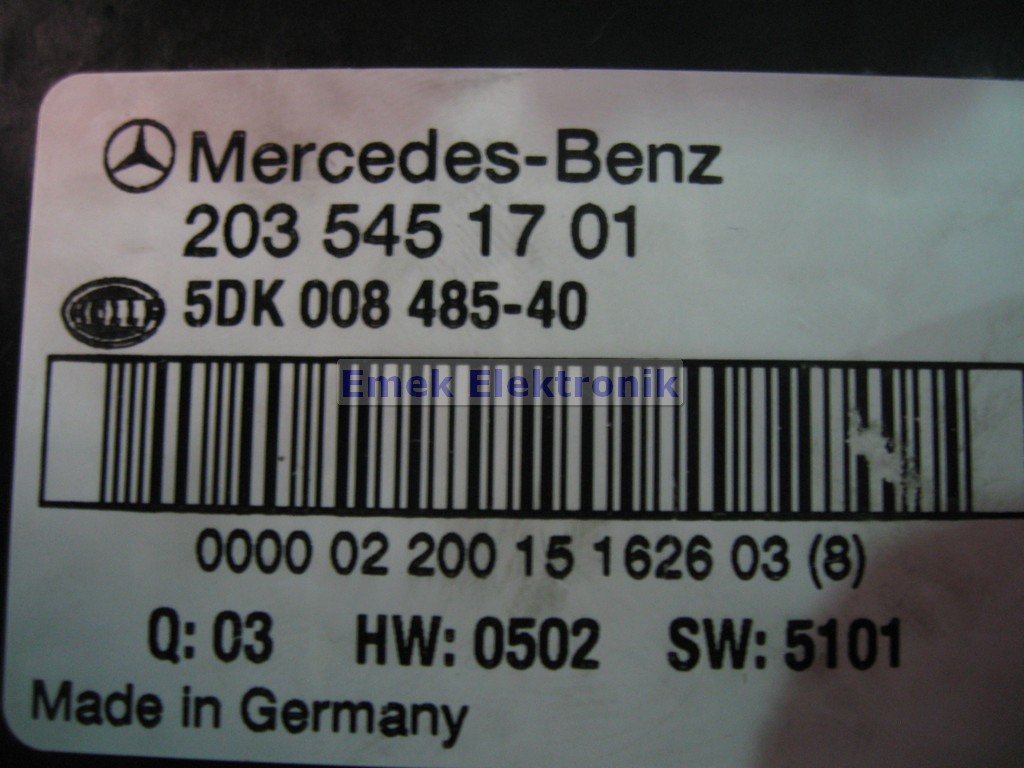 Mercedes-Benz
203 545 17 01
HELLA 5DK 008 485-40
Emek Elektronik
0000 02 200 15 1626 03 (8)
Q: 03 HW: 0502 SW: 5101
Made in Germany